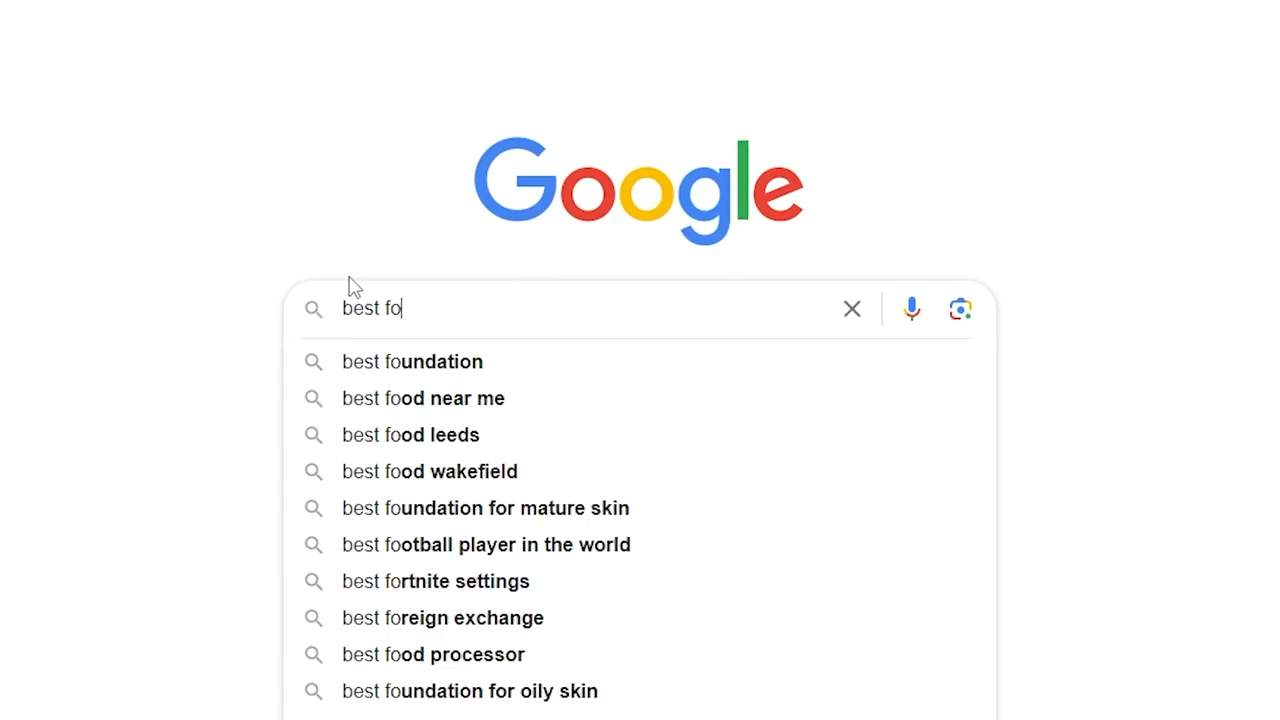 Google
best fo
best foundation
best food near me
best food leeds
best food wakefield
best foundation for mature skin
best football player in the world
best fortnite settings
best foreign exchange
best food processor
best foundation for oily skin